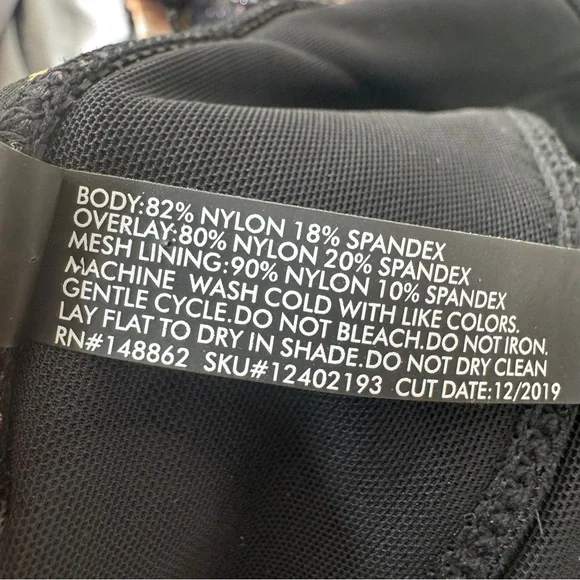 BODY:82% NYLON 18% SPANDEX
OVERLAY:80% NYLON 20% SPANDEX
MESH LINING:90% NYLON 10% SPANDEX
MACHINE WASH COLD WITH LIKE COLORS.
GENTLE CYCLE.DO NOT BLEACH.DO NOT IRON.
LAY FLAT TO DRY IN SHADE.DO NOT DRY CLEAN
RN#148862 SKU#12402193 CUT DATE:12/2019